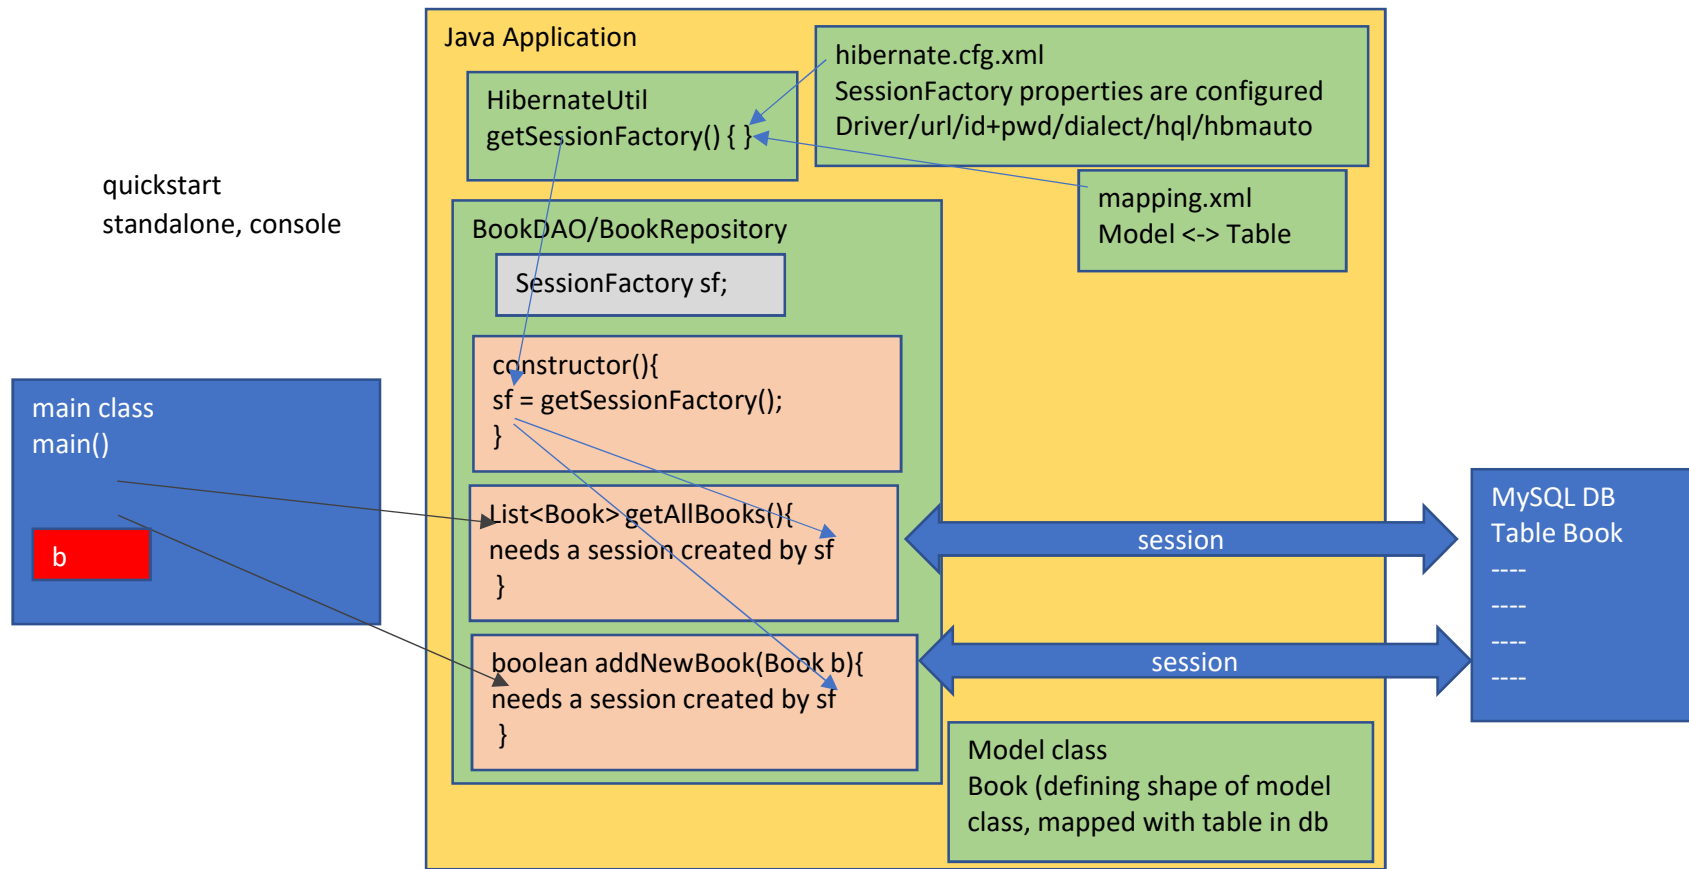 Java Application
hibernate.cfg.xml
SessionFactory properties are configured
Driver/url/id+pwd/dialect/hql/hbmauto
HibernateUtil
getSessionFactory() { }
quickstart
standalone, console
mapping.xml
Model <-> Table
BookDAO/BookRepository
SessionFactory sf;
constructor(){
sf = getSessionFactory();
}
main class
main()
b
List<Book> getAllBooks(){
needs a session created by sf
}
session
MySQL DB
Table Book
----
----
----
----
boolean addNewBook(Book b){
needs a session created by sf
}
session
Model class
Book (defining shape of model
class, mapped with table in db